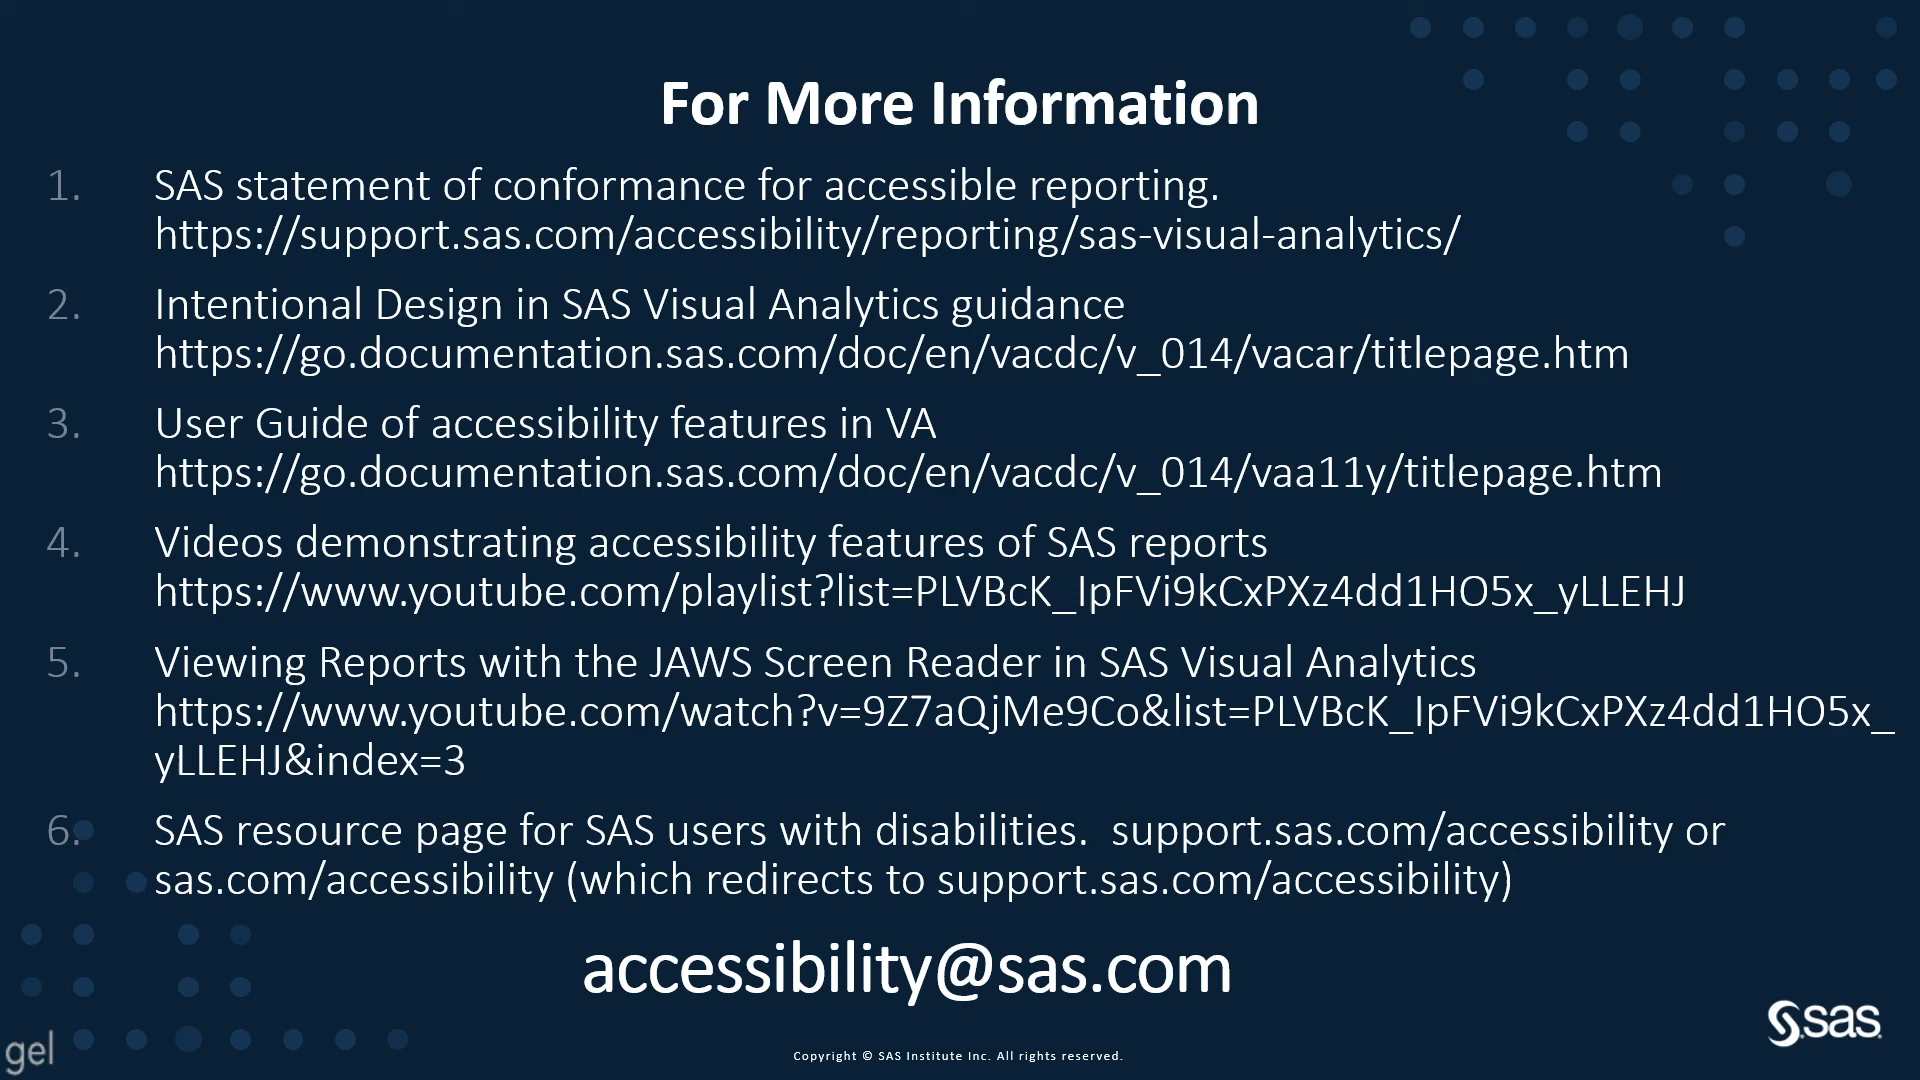 For More Information
1. SAS statement of conformance for accessible reporting.
https://support.sas.com/accessibility/reporting/sas-visual-analytics/
2. Intentional Design in SAS Visual Analytics guidance
https://go.documentation.sas.com/doc/en/vacdc/v_014/vacar/titlepage.htm
3. User Guide of accessibility features in VA
https://go.documentation.sas.com/doc/en/vacdc/v_014/vaa11y/titlepage.htm
4. Videos demonstrating accessibility features of SAS reports
https://www.youtube.com/playlist?list=PLVBcK_IpFVi9kCxPXz4dd1HO5x_yLLEHJ
5. Viewing Reports with the JAWS Screen Reader in SAS Visual Analytics
https://www.youtube.com/watch?v=9Z7aQjMe9Co&list=PLVBcK_IpFVi9kCxPXz4dd1HO5x_
yLLEHJ&index=3
6. SAS resource page for SAS users with disabilities.  support.sas.com/accessibility or
sas.com/accessibility (which redirects to support.sas.com/accessibility)
accessibility@sas.com
sas
gel
Copyright © SAS Institute Inc. All rights reserved.